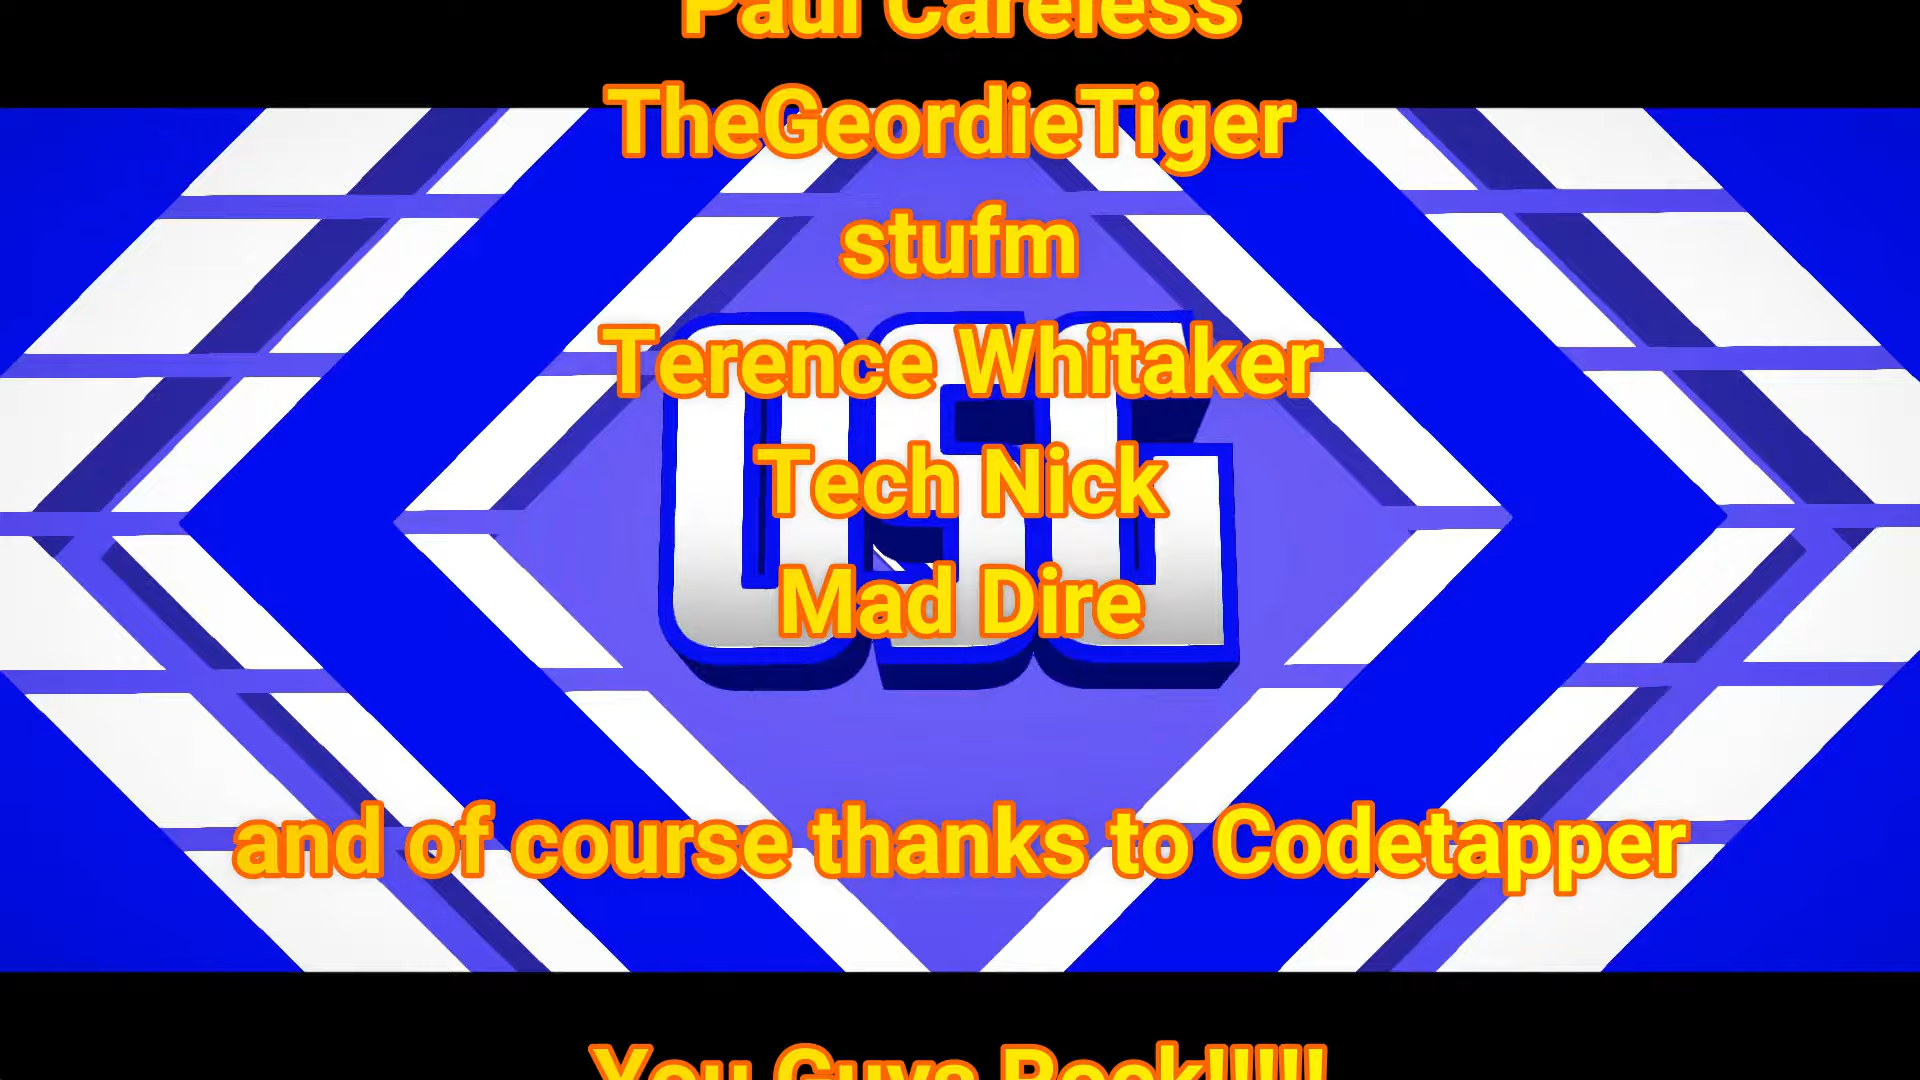 Paul Careless
TheGeordieTiger
stufm
Terence Whitaker
Tech Nick
Mad Dire
OSG
and of course thanks to Codetapper
You Guys Rock!!!!!